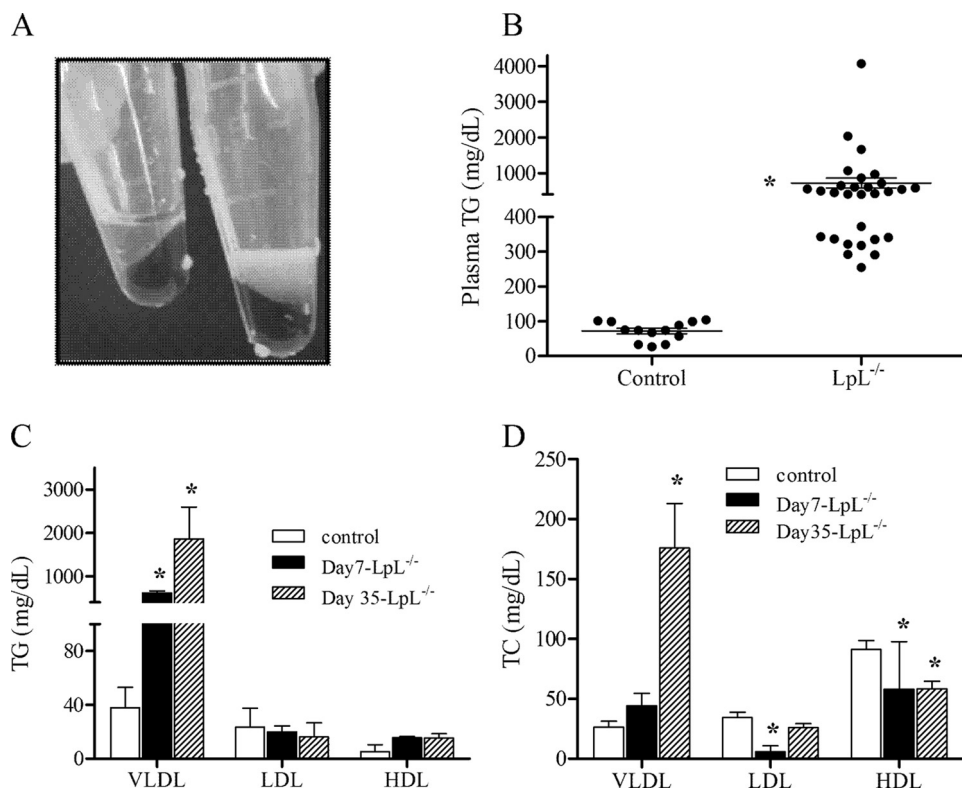 A
B
Plasma TG (mg/dL)
4000
3000
2000
1000
400
300
200
100
0
*
Control
LpL-/-
C
TG (mg/dL)
3000
2000
1000
80
40
0
*
*
control
Day7-LpL-/-
Day 35-LpL-/-
VLDL
LDL
HDL
D
TC (mg/dL)
250
200
150
100
50
0
*
*
*
*
control
Day7-LpL-/-
Day35-LpL-/-
VLDL
LDL
HDL